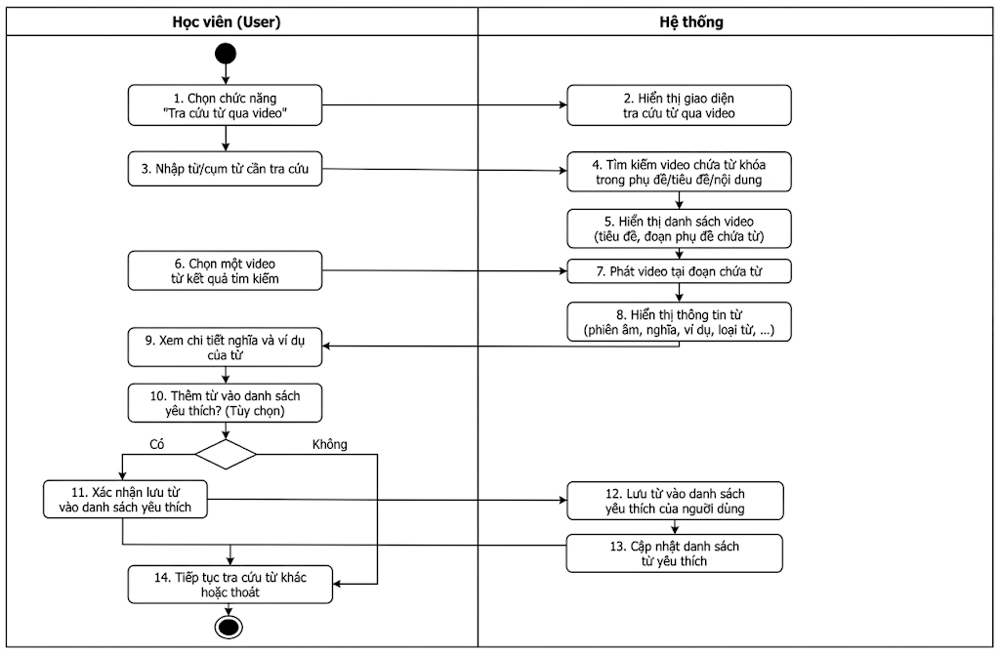 Học viên (User)
Hệ thống
1. Chọn chức năng
"Tra cứu từ qua video"
2. Hiển thị giao diện
tra cứu từ qua video
3. Nhập từ/cụm từ cần tra cứu
4. Tìm kiếm video chứa từ khóa
trong phụ đề/tiêu đề/nội dung
5. Hiển thị danh sách video
(tiêu đề, đoạn phụ đề chứa từ)
6. Chọn một video
từ kết quả tìm kiếm
7. Phát video tại đoạn chứa từ
8. Hiển thị thông tin từ
(phiên âm, nghĩa, ví dụ, loại từ, ...)
9. Xem chi tiết nghĩa và ví dụ
của từ
10. Thêm từ vào danh sách
yêu thích? (Tùy chọn)
Có
Không
11. Xác nhận lưu từ
vào danh sách yêu thích
12. Lưu từ vào danh sách
yêu thích của người dùng
13. Cập nhật danh sách
từ yêu thích
14. Tiếp tục tra cứu từ khác
hoặc thoát